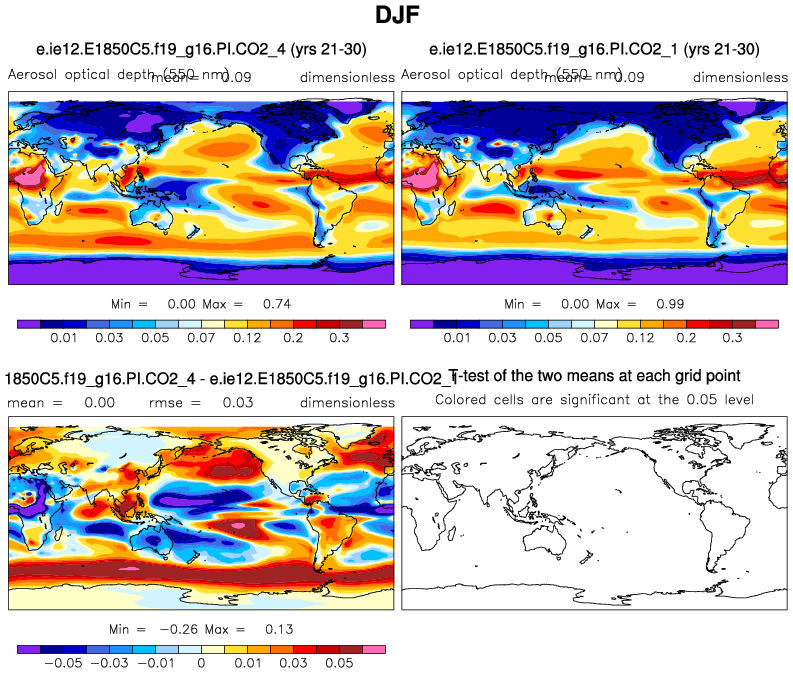 DJF
e.ie12.E1850C5.f19_g16.PI.CO2_4 (yrs 21-30)
Aerosol optical depth (550 nm) mean= 0.09 dimensionless
Min = 0.00 Max = 0.74
0.01 0.03 0.05 0.07 0.12 0.2 0.3
e.ie12.E1850C5.f19_g16.PI.CO2_1 (yrs 21-30)
Aerosol optical depth (550 nm) mean= 0.09 dimensionless
Min = 0.00 Max = 0.99
0.01 0.03 0.05 0.07 0.12 0.2 0.3
1850C5.f19_g16.PI.CO2_4 - e.ie12.E1850C5.f19_g16.PI.CO2_1
mean = 0.00 rmse = 0.03 dimensionless
Min = -0.26 Max = 0.13
-0.05 -0.03 -0.01 0 0.01 0.03 0.05
T-test of the two means at each grid point
Colored cells are significant at the 0.05 level